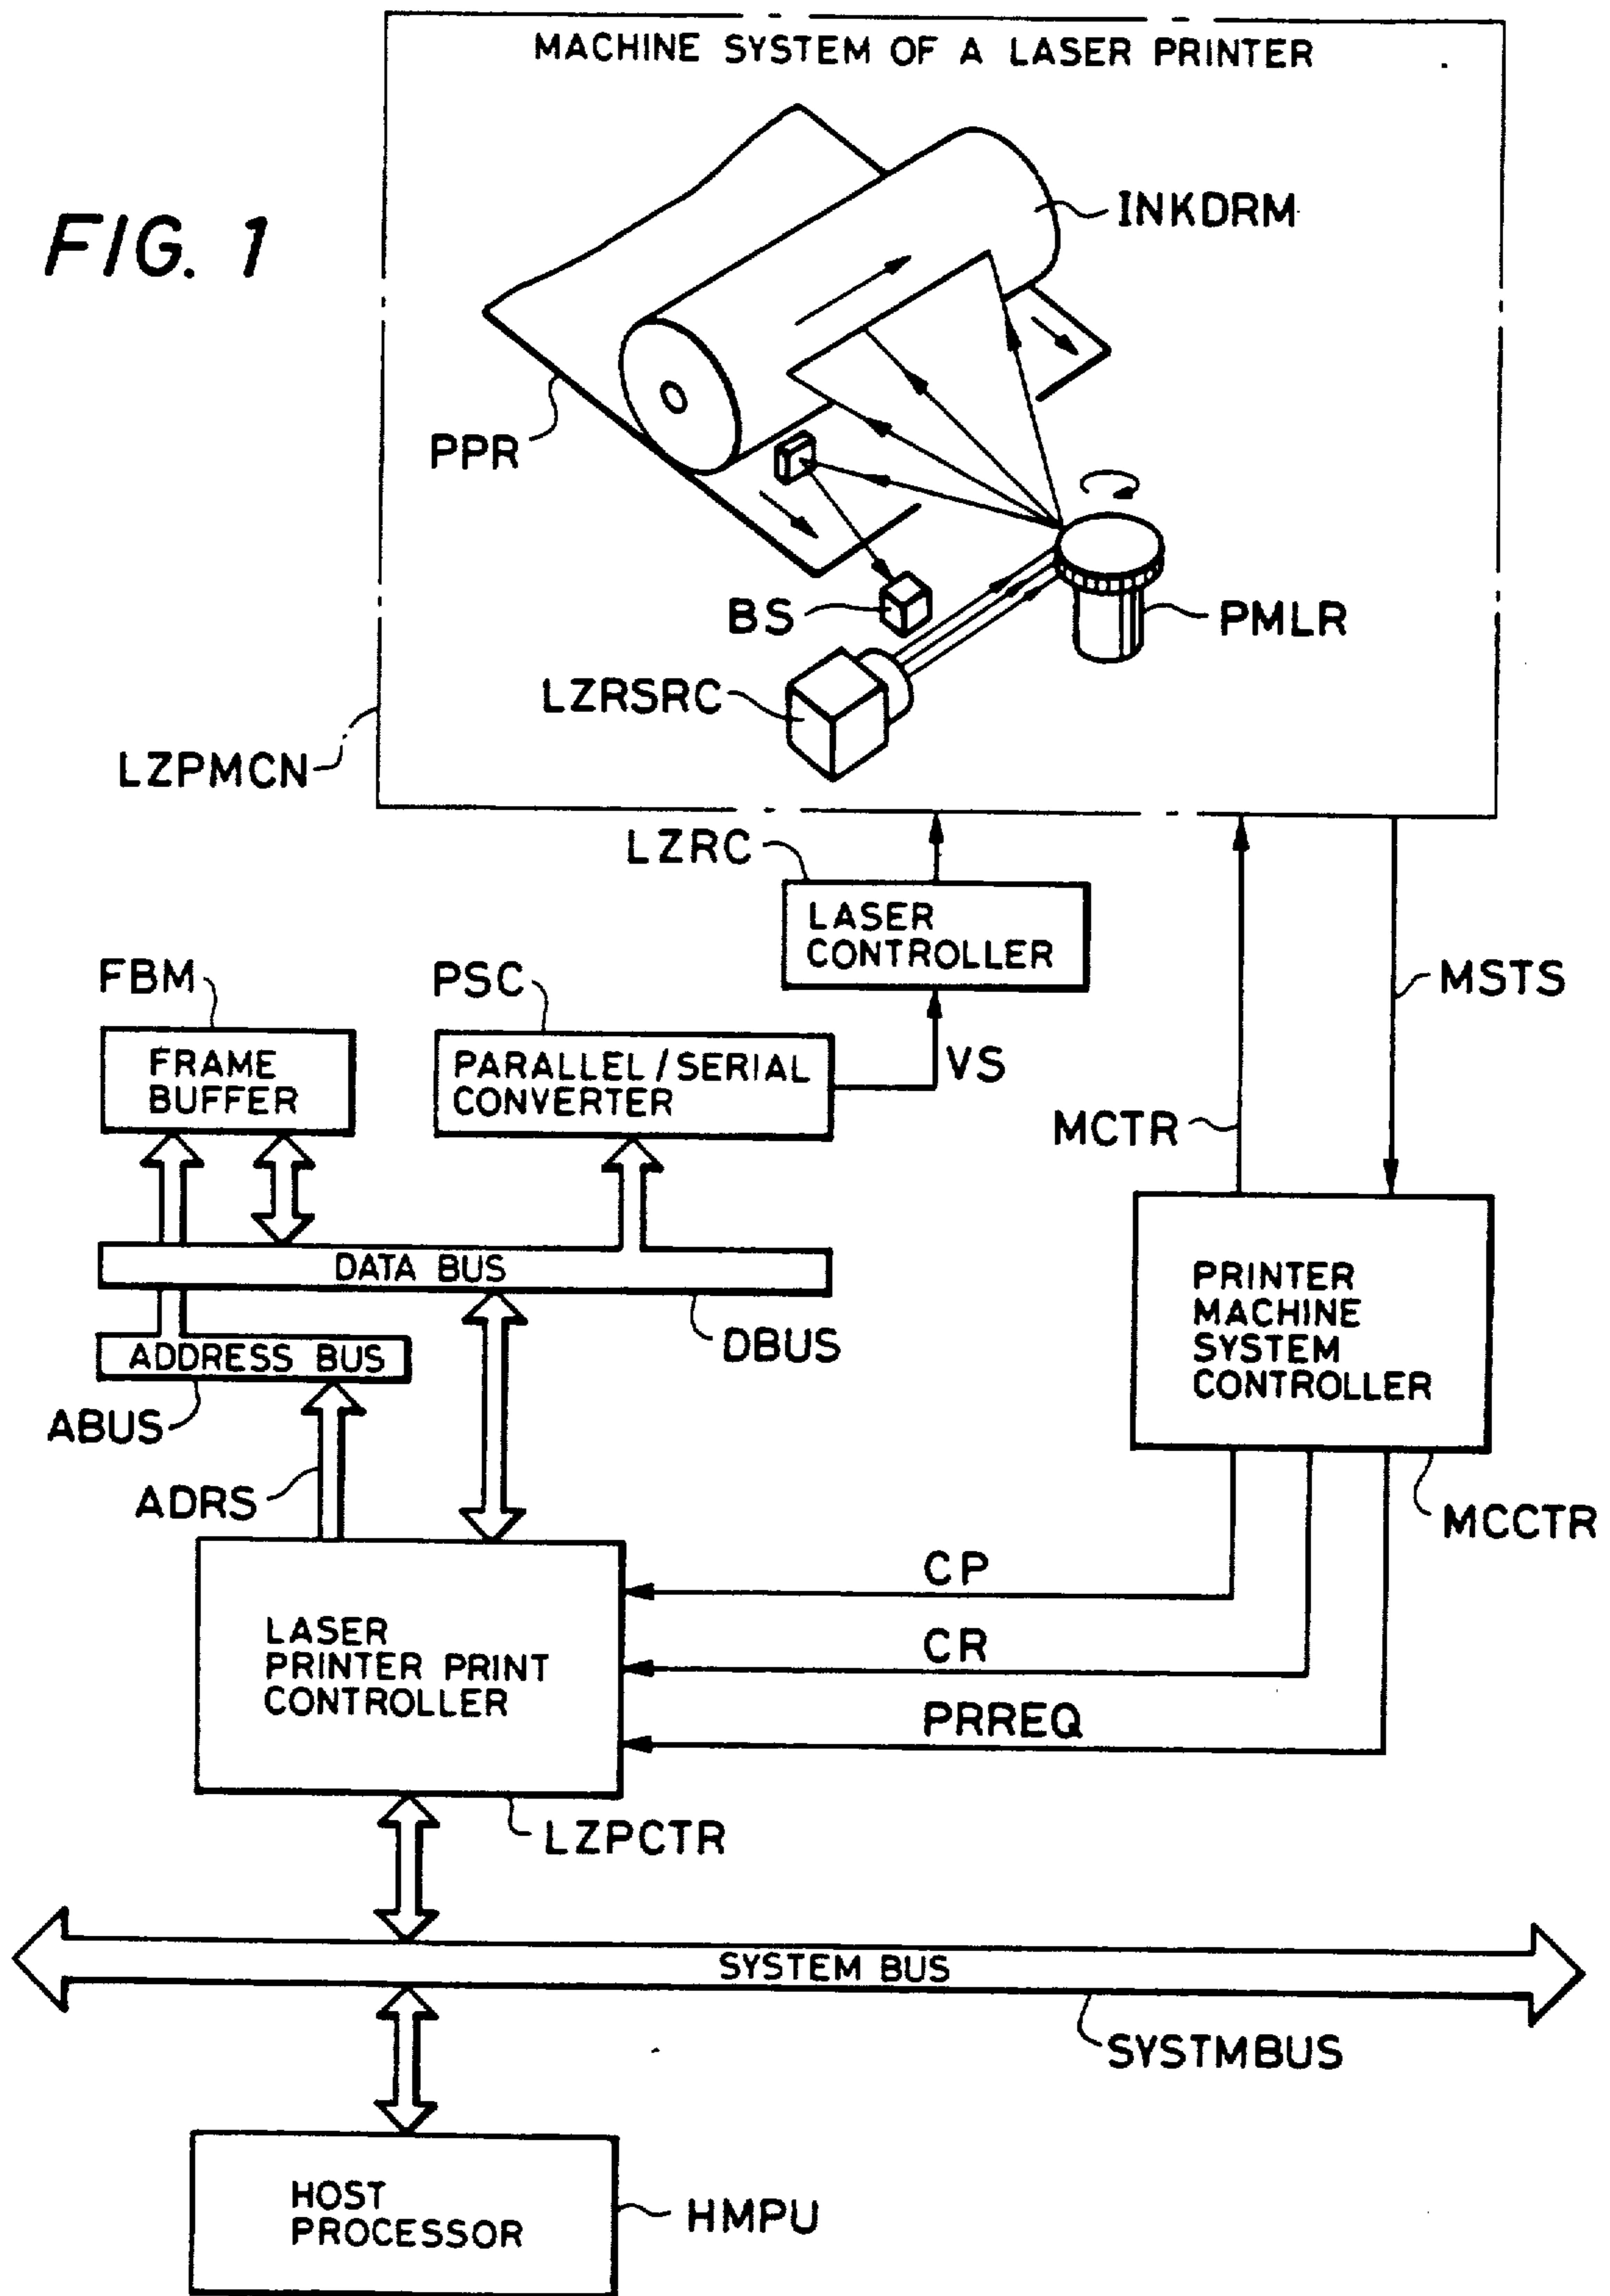 MACHINE SYSTEM OF A LASER PRINTER
FIG. 1
INKDRM
PPR
BS
PMLR
LZRSRC
LZPMCN
LZRC
LASER
CONTROLLER
FBM
PSC
MSTS
FRAME
BUFFER
PARALLEL/SERIAL
CONVERTER
VS
MCTR
DATA BUS
PRINTER
MACHINE
SYSTEM
CONTROLLER
DBUS
ADDRESS BUS
ABUS
ADRS
MCCTR
CP
LASER
PRINTER PRINT
CONTROLLER
CR
PRREQ
LZPCTR
SYSTEM BUS
SYSTMBUS
HOST
PROCESSOR
HMPU